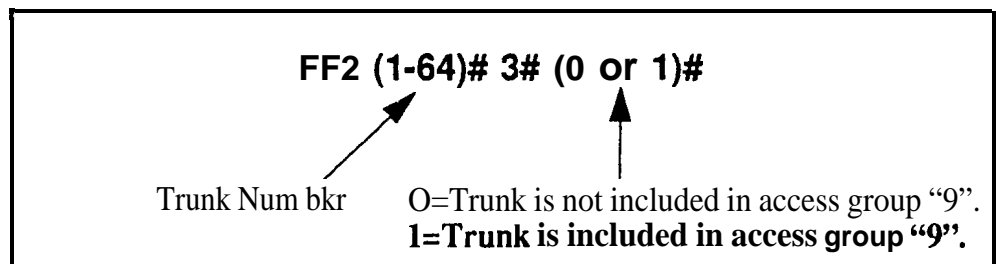 FF2 (1-64)# 3# (0 or 1)#
Trunk Num bkr
O=Trunk is not included in access group “9”.
1=Trunk is included in access group “9”.